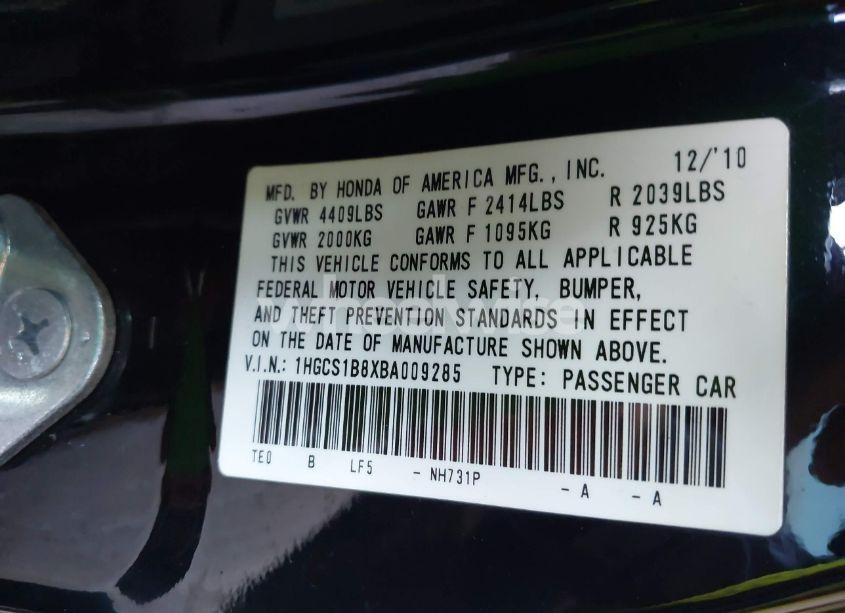 MFD. BY HONDA OF AMERICA MFG., INC. 12/'10
GVWR 4409LBS GAWR F 2414LBS R 2039LBS
GVWR 2000KG GAWR F 1095KG R 925KG
THIS VEHICLE CONFORMS TO ALL APPLICABLE
FEDERAL MOTOR VEHICLE SAFETY, BUMPER,
AND THEFT PREVENTION STANDARDS IN EFFECT
ON THE DATE OF MANUFACTURE SHOWN ABOVE.
V.I.N.: 1HGCS1B8XBA009285 TYPE: PASSENGER CAR
TE0 B LF5 - NH731P - A - A